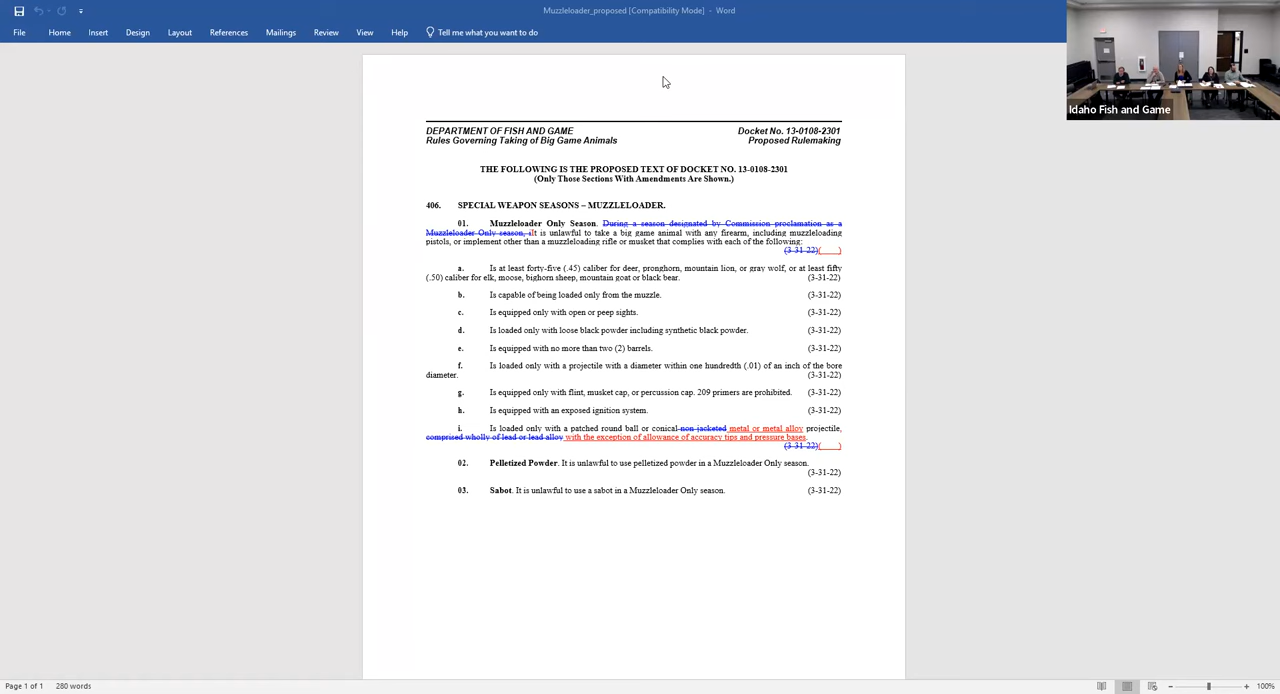 Muzzleloader_proposed [Compatibility Mode] - Word
File Home Insert Design Layout References Mailings Review View Help Tell me what you want to do
Idaho Fish and Game
DEPARTMENT OF FISH AND GAME Docket No. 13-0108-2301
Rules Governing Taking of Big Game Animals Proposed Rulemaking
THE FOLLOWING IS THE PROPOSED TEXT OF DOCKET NO. 13-0108-2301
(Only Those Sections With Amendments Are Shown.)
406. SPECIAL WEAPON SEASONS – MUZZLELOADER.
01. Muzzleloader Only Season. During a season designated by Commission proclamation as a
Muzzleloader Only season, iIt is unlawful to take a big game animal with any firearm, including muzzleloading
pistols, or implement other than a muzzleloading rifle or musket that complies with each of the following:
(3-31-22)( )
a. Is at least forty-five (.45) caliber for deer, pronghorn, mountain lion, or gray wolf, or at least fifty
(.50) caliber for elk, moose, bighorn sheep, mountain goat or black bear. (3-31-22)
b. Is capable of being loaded only from the muzzle. (3-31-22)
c. Is equipped only with open or peep sights. (3-31-22)
d. Is loaded only with loose black powder including synthetic black powder. (3-31-22)
e. Is equipped with no more than two (2) barrels. (3-31-22)
f. Is loaded only with a projectile with a diameter within one hundredth (.01) of an inch of the bore
diameter. (3-31-22)
g. Is equipped only with flint, musket cap, or percussion cap. 209 primers are prohibited. (3-31-22)
h. Is equipped with an exposed ignition system. (3-31-22)
i. Is loaded only with a patched round ball or conical non jacketed metal or metal alloy projectile,
comprised wholly of lead or lead alloy with the exception of allowance of accuracy tips and pressure bases.
(3-31-22)( )
02. Pelletized Powder. It is unlawful to use pelletized powder in a Muzzleloader Only season.
(3-31-22)
03. Sabot. It is unlawful to use a sabot in a Muzzleloader Only season. (3-31-22)
Page 1 of 1 280 words 100%